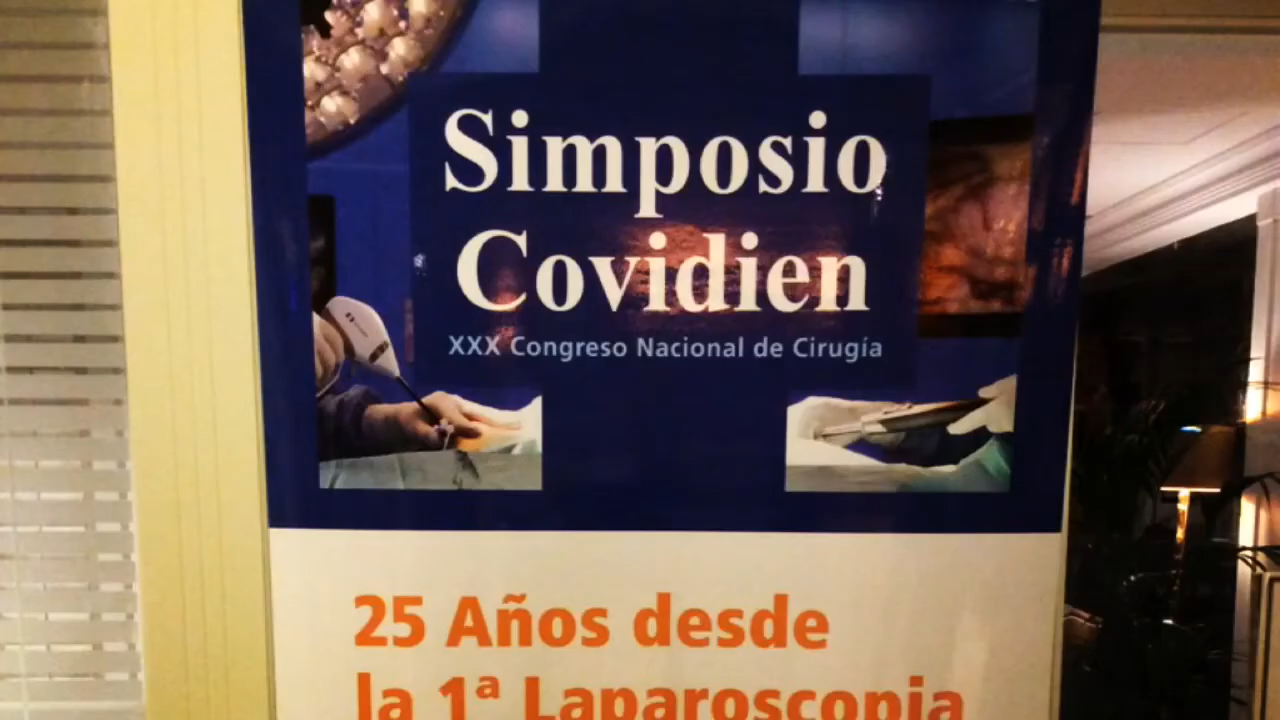 Simposio
Covidien
XXX Congreso Nacional de Cirugía
25 Años desde
la 1ª Laparoscopia